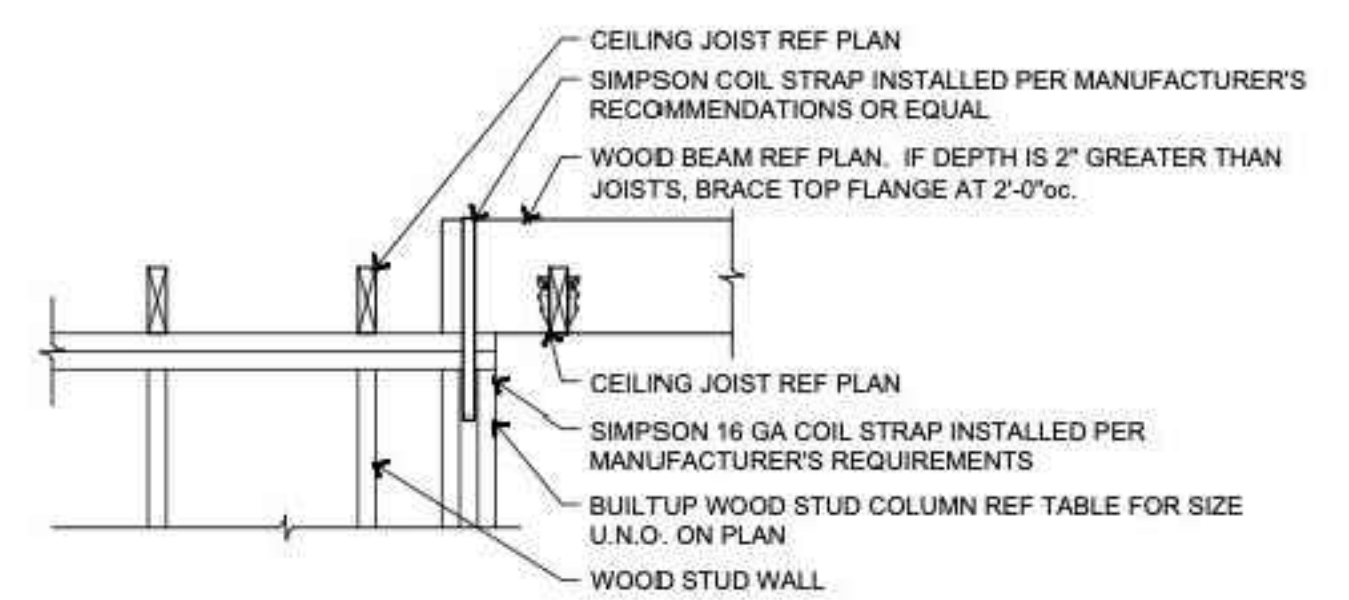 CEILING JOIST REF PLAN
SIMPSON COIL STRAP INSTALLED PER MANUFACTURER'S
RECOMMENDATIONS OR EQUAL
WOOD BEAM REF PLAN. IF DEPTH IS 2" GREATER THAN
JOISTS, BRACE TOP FLANGE AT 2'-0"oc.
CEILING JOIST REF PLAN
SIMPSON 16 GA COIL STRAP INSTALLED PER
MANUFACTURER'S REQUIREMENTS
BUILTUP WOOD STUD COLUMN REF TABLE FOR SIZE
U.N.O. ON PLAN
WOOD STUD WALL